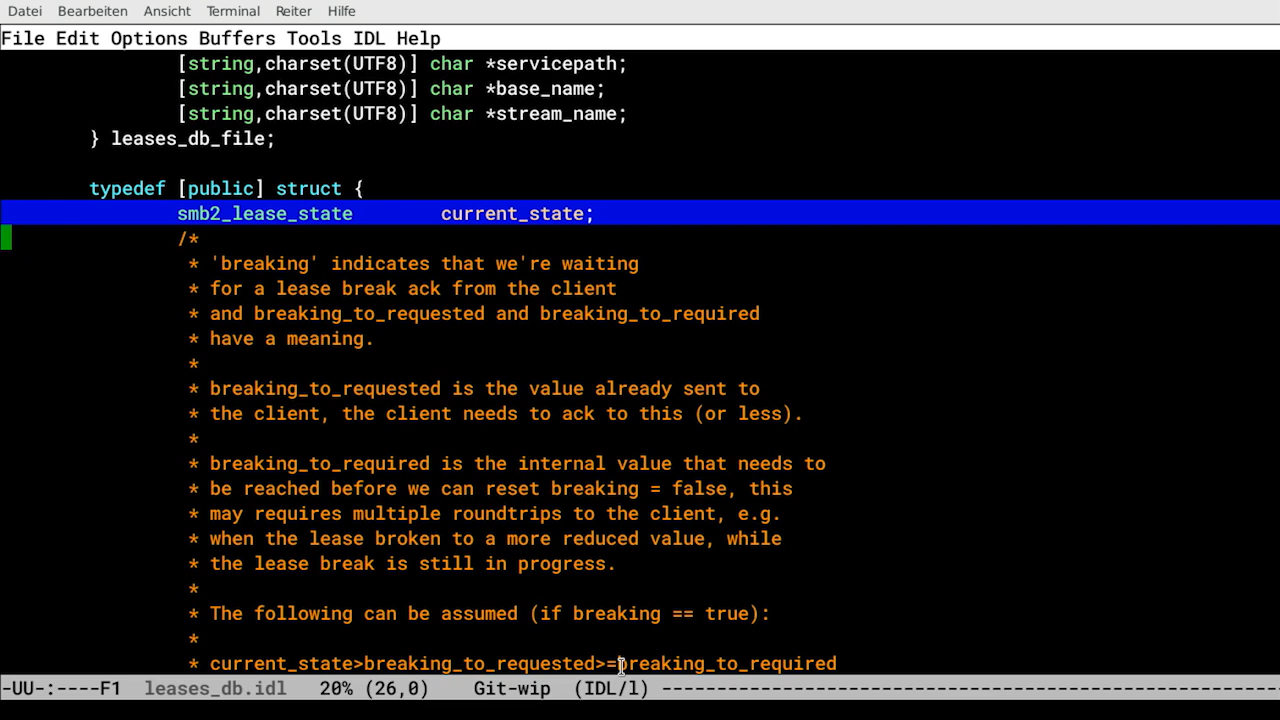 Datei Bearbeiten Ansicht Terminal Reiter Hilfe
File Edit Options Buffers Tools IDL Help
[string,charset(UTF8)] char *servicepath;
[string,charset(UTF8)] char *base_name;
[string,charset(UTF8)] char *stream_name;
} leases_db_file;
typedef [public] struct {
smb2_lease_state current_state;
/*
* 'breaking' indicates that we're waiting
* for a lease break ack from the client
* and breaking_to_requested and breaking_to_required
* have a meaning.
*
* breaking_to_requested is the value already sent to
* the client, the client needs to ack to this (or less).
*
* breaking_to_required is the internal value that needs to
* be reached before we can reset breaking = false, this
* may requires multiple roundtrips to the client, e.g.
* when the lease broken to a more reduced value, while
* the lease break is still in progress.
*
* The following can be assumed (if breaking == true):
*
* current_state>breaking_to_requested>=breaking_to_required
-UU-:----F1 leases_db.idl 20% (26,0) Git-wip (IDL/l) ---------------------------------------------------------